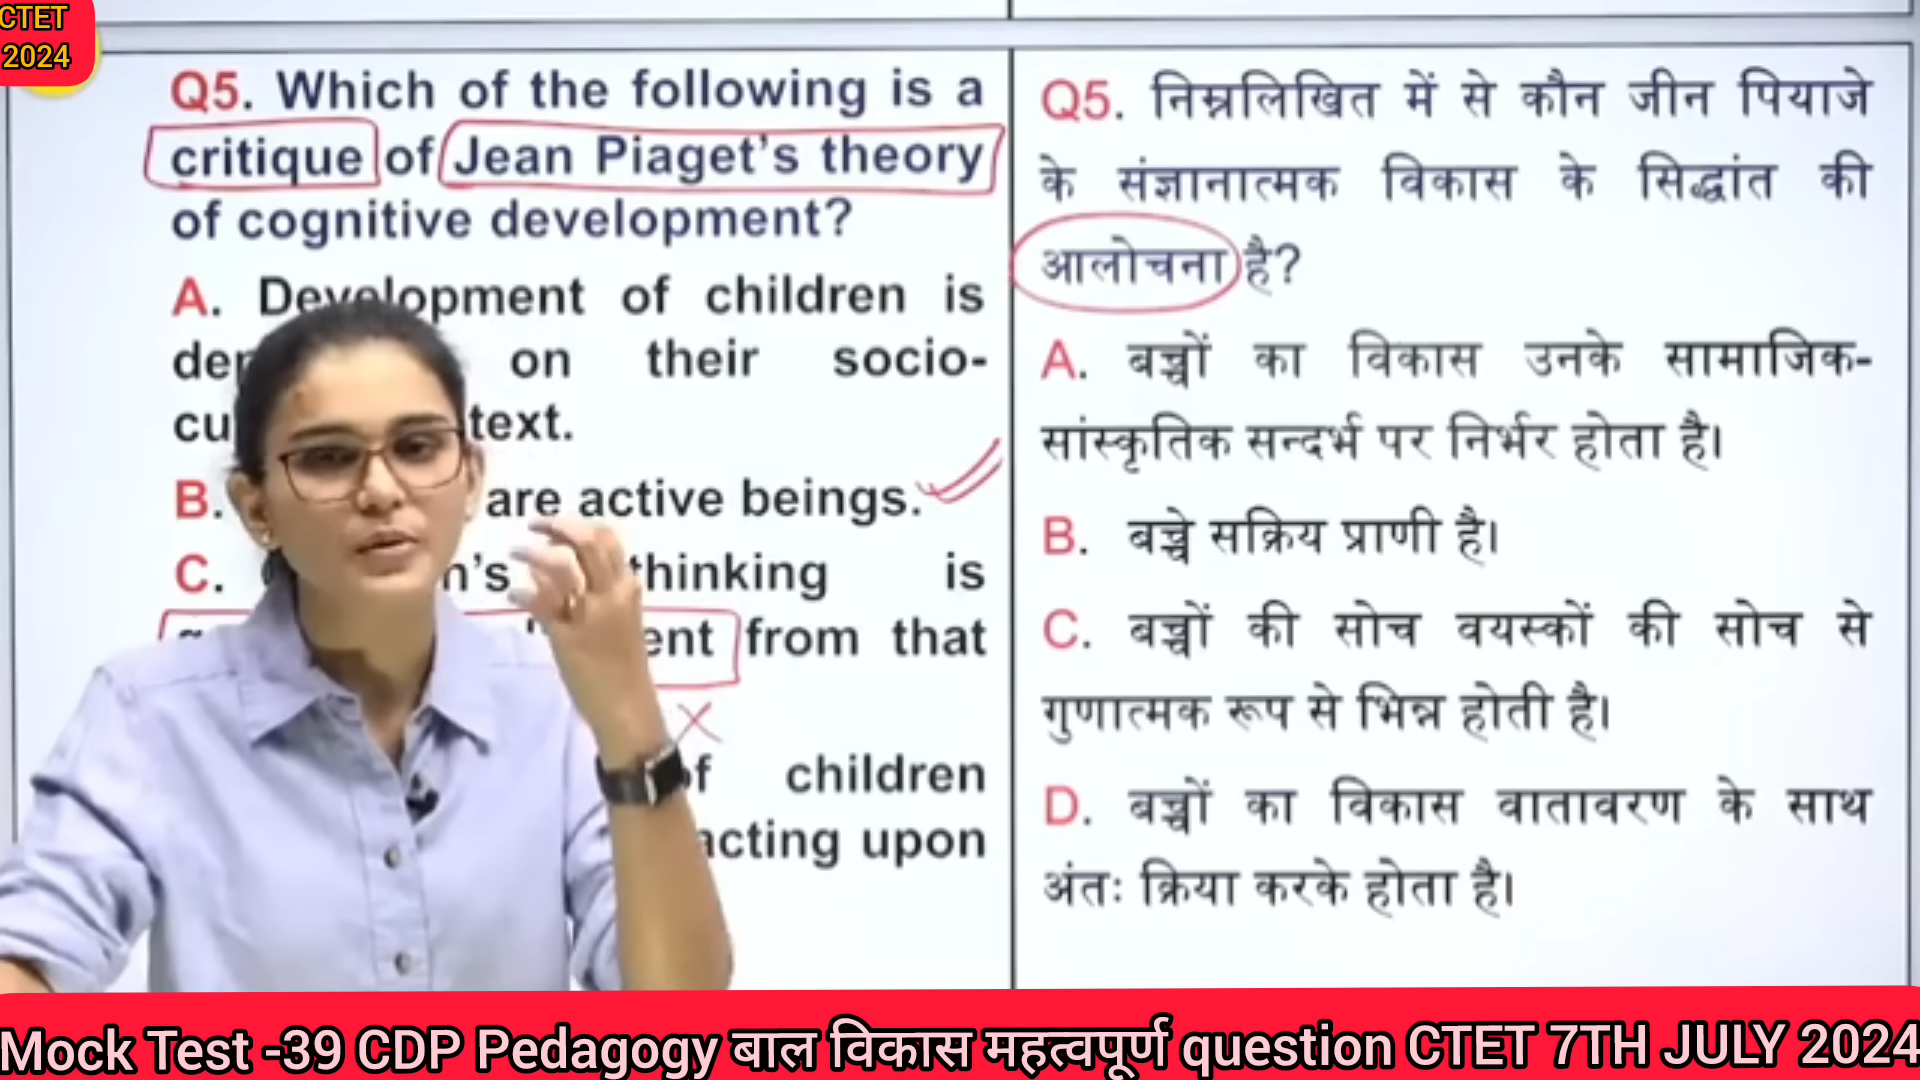 CTET
2024
Q5. Which of the following is a
critique of Jean Piaget's theory
of cognitive development?
A. Development of children is
on their socio-
text.
B. are active beings.
C. thinking is
from that
children
acting upon
Q5. निम्नलिखित में से कौन जीन पियाजे
के संज्ञानात्मक विकास के सिद्धांत की
आलोचना है?
A. बच्चों का विकास उनके सामाजिक-
सांस्कृतिक सन्दर्भ पर निर्भर होता है।
B. बच्चे सक्रिय प्राणी है।
C. बच्चों की सोच वयस्कों की सोच से
गुणात्मक रूप से भिन्न होती है।
D. बच्चों का विकास वातावरण के साथ
अंतः क्रिया करके होता है।
Mock Test -39 CDP Pedagogy बाल विकास महत्वपूर्ण question CTET 7TH JULY 2024